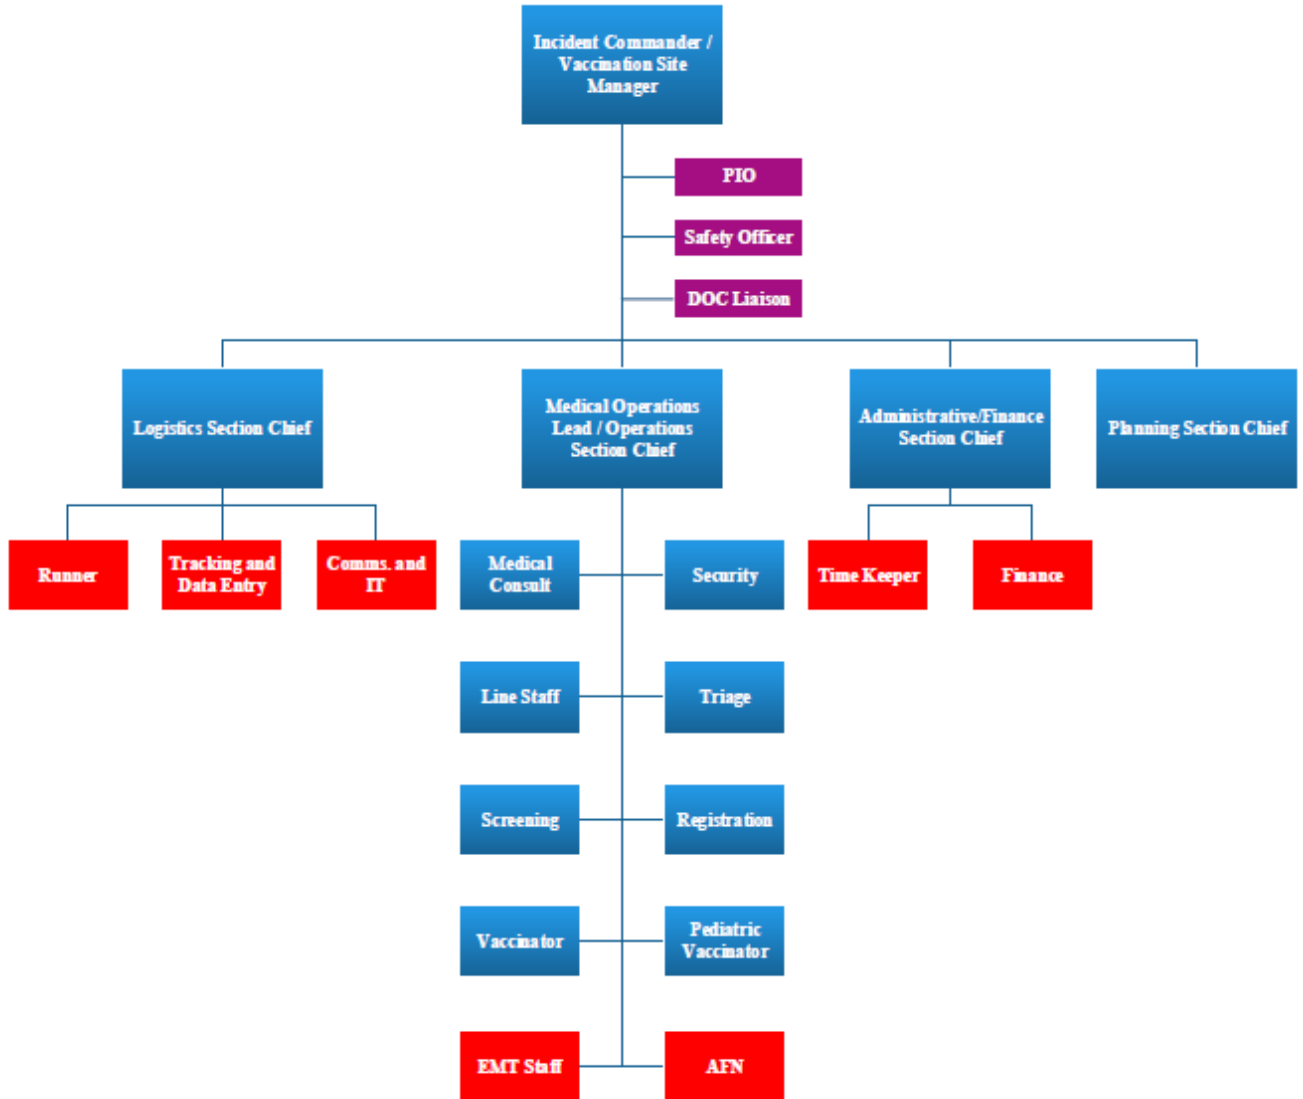 Incident Commander /
Vaccination Site
Manager
PIO
Safety Officer
DOC Liaison
Logistics Section Chief
Medical Operations
Lead / Operations
Section Chief
Administrative/Finance
Section Chief
Planning Section Chief
Runner
Tracking and
Data Entry
Comms. and
IT
Medical
Consult
Security
Time Keeper
Finance
Line Staff
Triage
Screening
Registration
Vaccinator
Pediatric
Vaccinator
EMT Staff
AFN